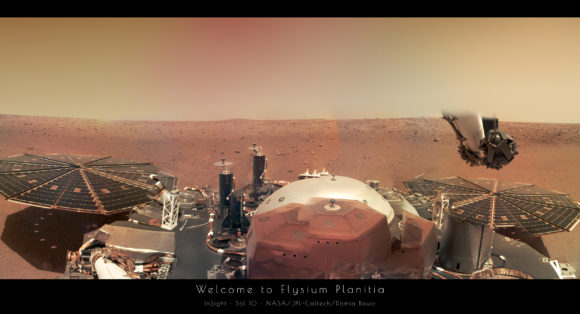 Welcome to Elysium Planitia
InSight - Sol 10 - NASA/JPL-Caltech/Damia Bouic